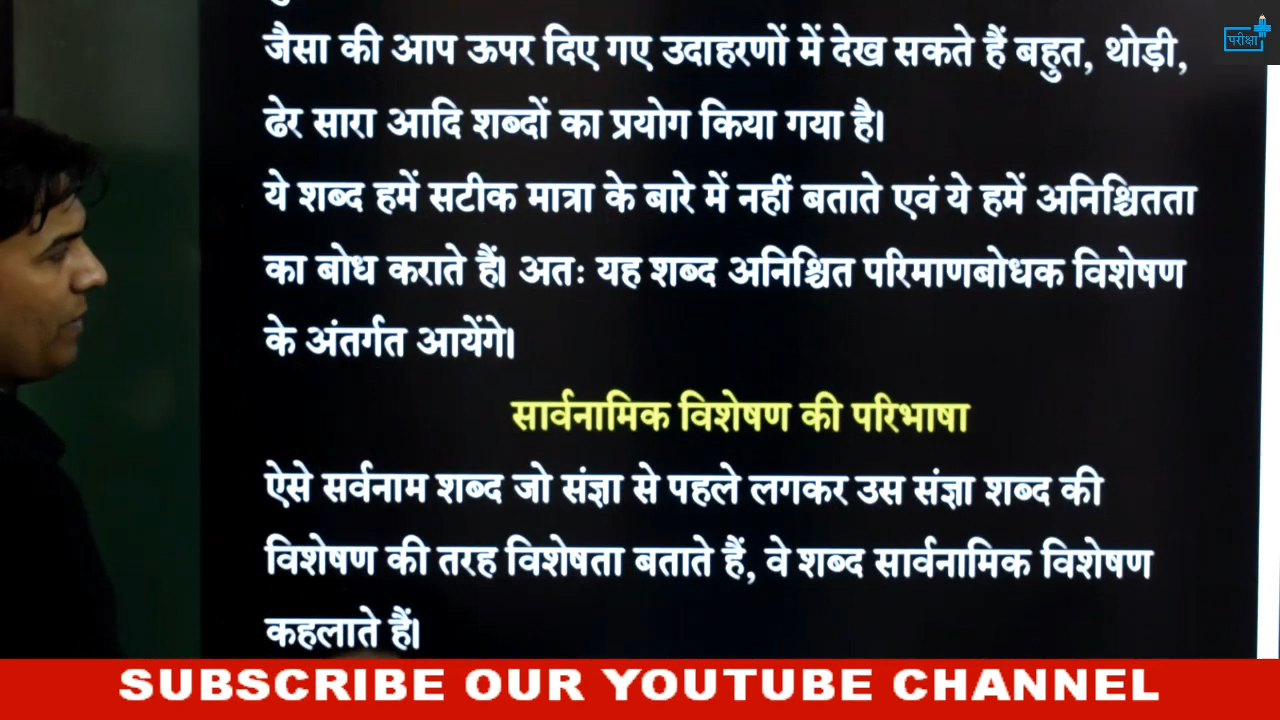 परीक्षा
जैसा की आप ऊपर दिए गए उदाहरणों में देख सकते हैं बहुत, थोड़ी,
ढेर सारा आदि शब्दों का प्रयोग किया गया है।
ये शब्द हमें सटीक मात्रा के बारे में नहीं बताते एवं ये हमें अनिश्चितता
का बोध कराते हैं। अतः यह शब्द अनिश्चित परिमाणबोधक विशेषण
के अंतर्गत आयेंगे।
सार्वनामिक विशेषण की परिभाषा
ऐसे सर्वनाम शब्द जो संज्ञा से पहले लगकर उस संज्ञा शब्द की
विशेषण की तरह विशेषता बताते हैं, वे शब्द सार्वनामिक विशेषण
कहलाते हैं।
SUBSCRIBE OUR YOUTUBE CHANNEL